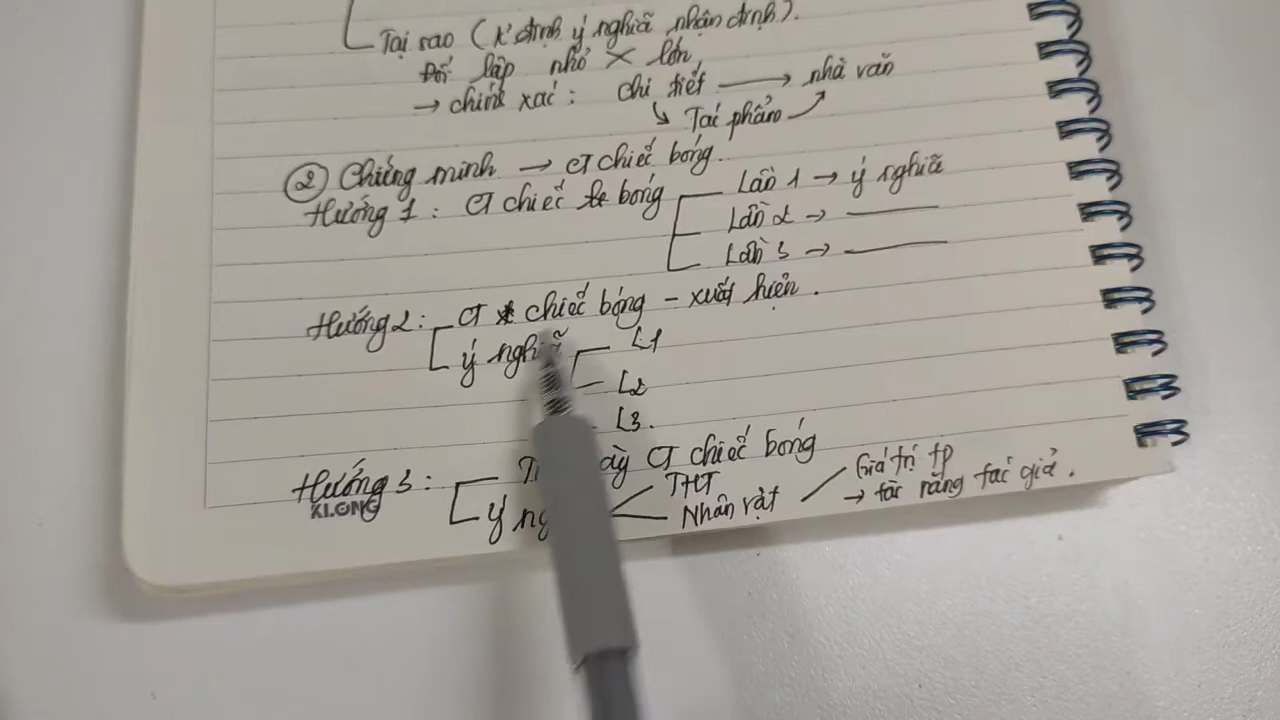 Tại sao (X định ý nghĩa nhận định).
Đối lập nhỏ X lớn
→ chính xác : chi tiết → nhà văn
↘ Tác phẩm ↗
② Chứng minh → CT chiếc bóng.
Hướng 1 : CT chiếc bóng
Lần 1 → ý nghĩa
Lần 2 →
Lần 3 →
Hướng 2 : CT chiếc bóng – xuất hiện .
ý nghĩa L1
L2
L3.
Hướng 3 : CT chiếc bóng
ý THT
Nhân vật
Giá trị tp
→ tài năng tác giả .
KLONG